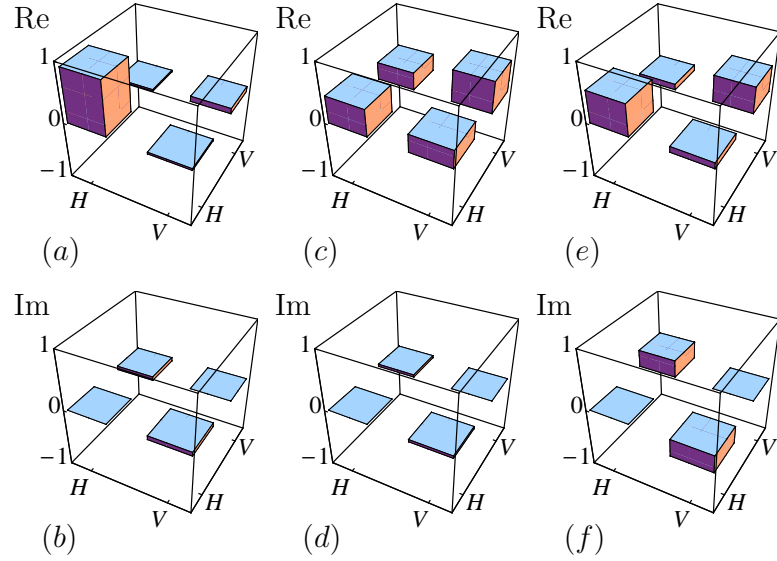 Re Re Re
1 1 1
0 0 0
−1 −1 −1
V V V
H H H H H H
V V V
(a) (c) (e)
Im Im Im
1 1 1
0 0 0
−1 −1 −1
V V V
H H H H H H
V V V
(b) (d) (f)